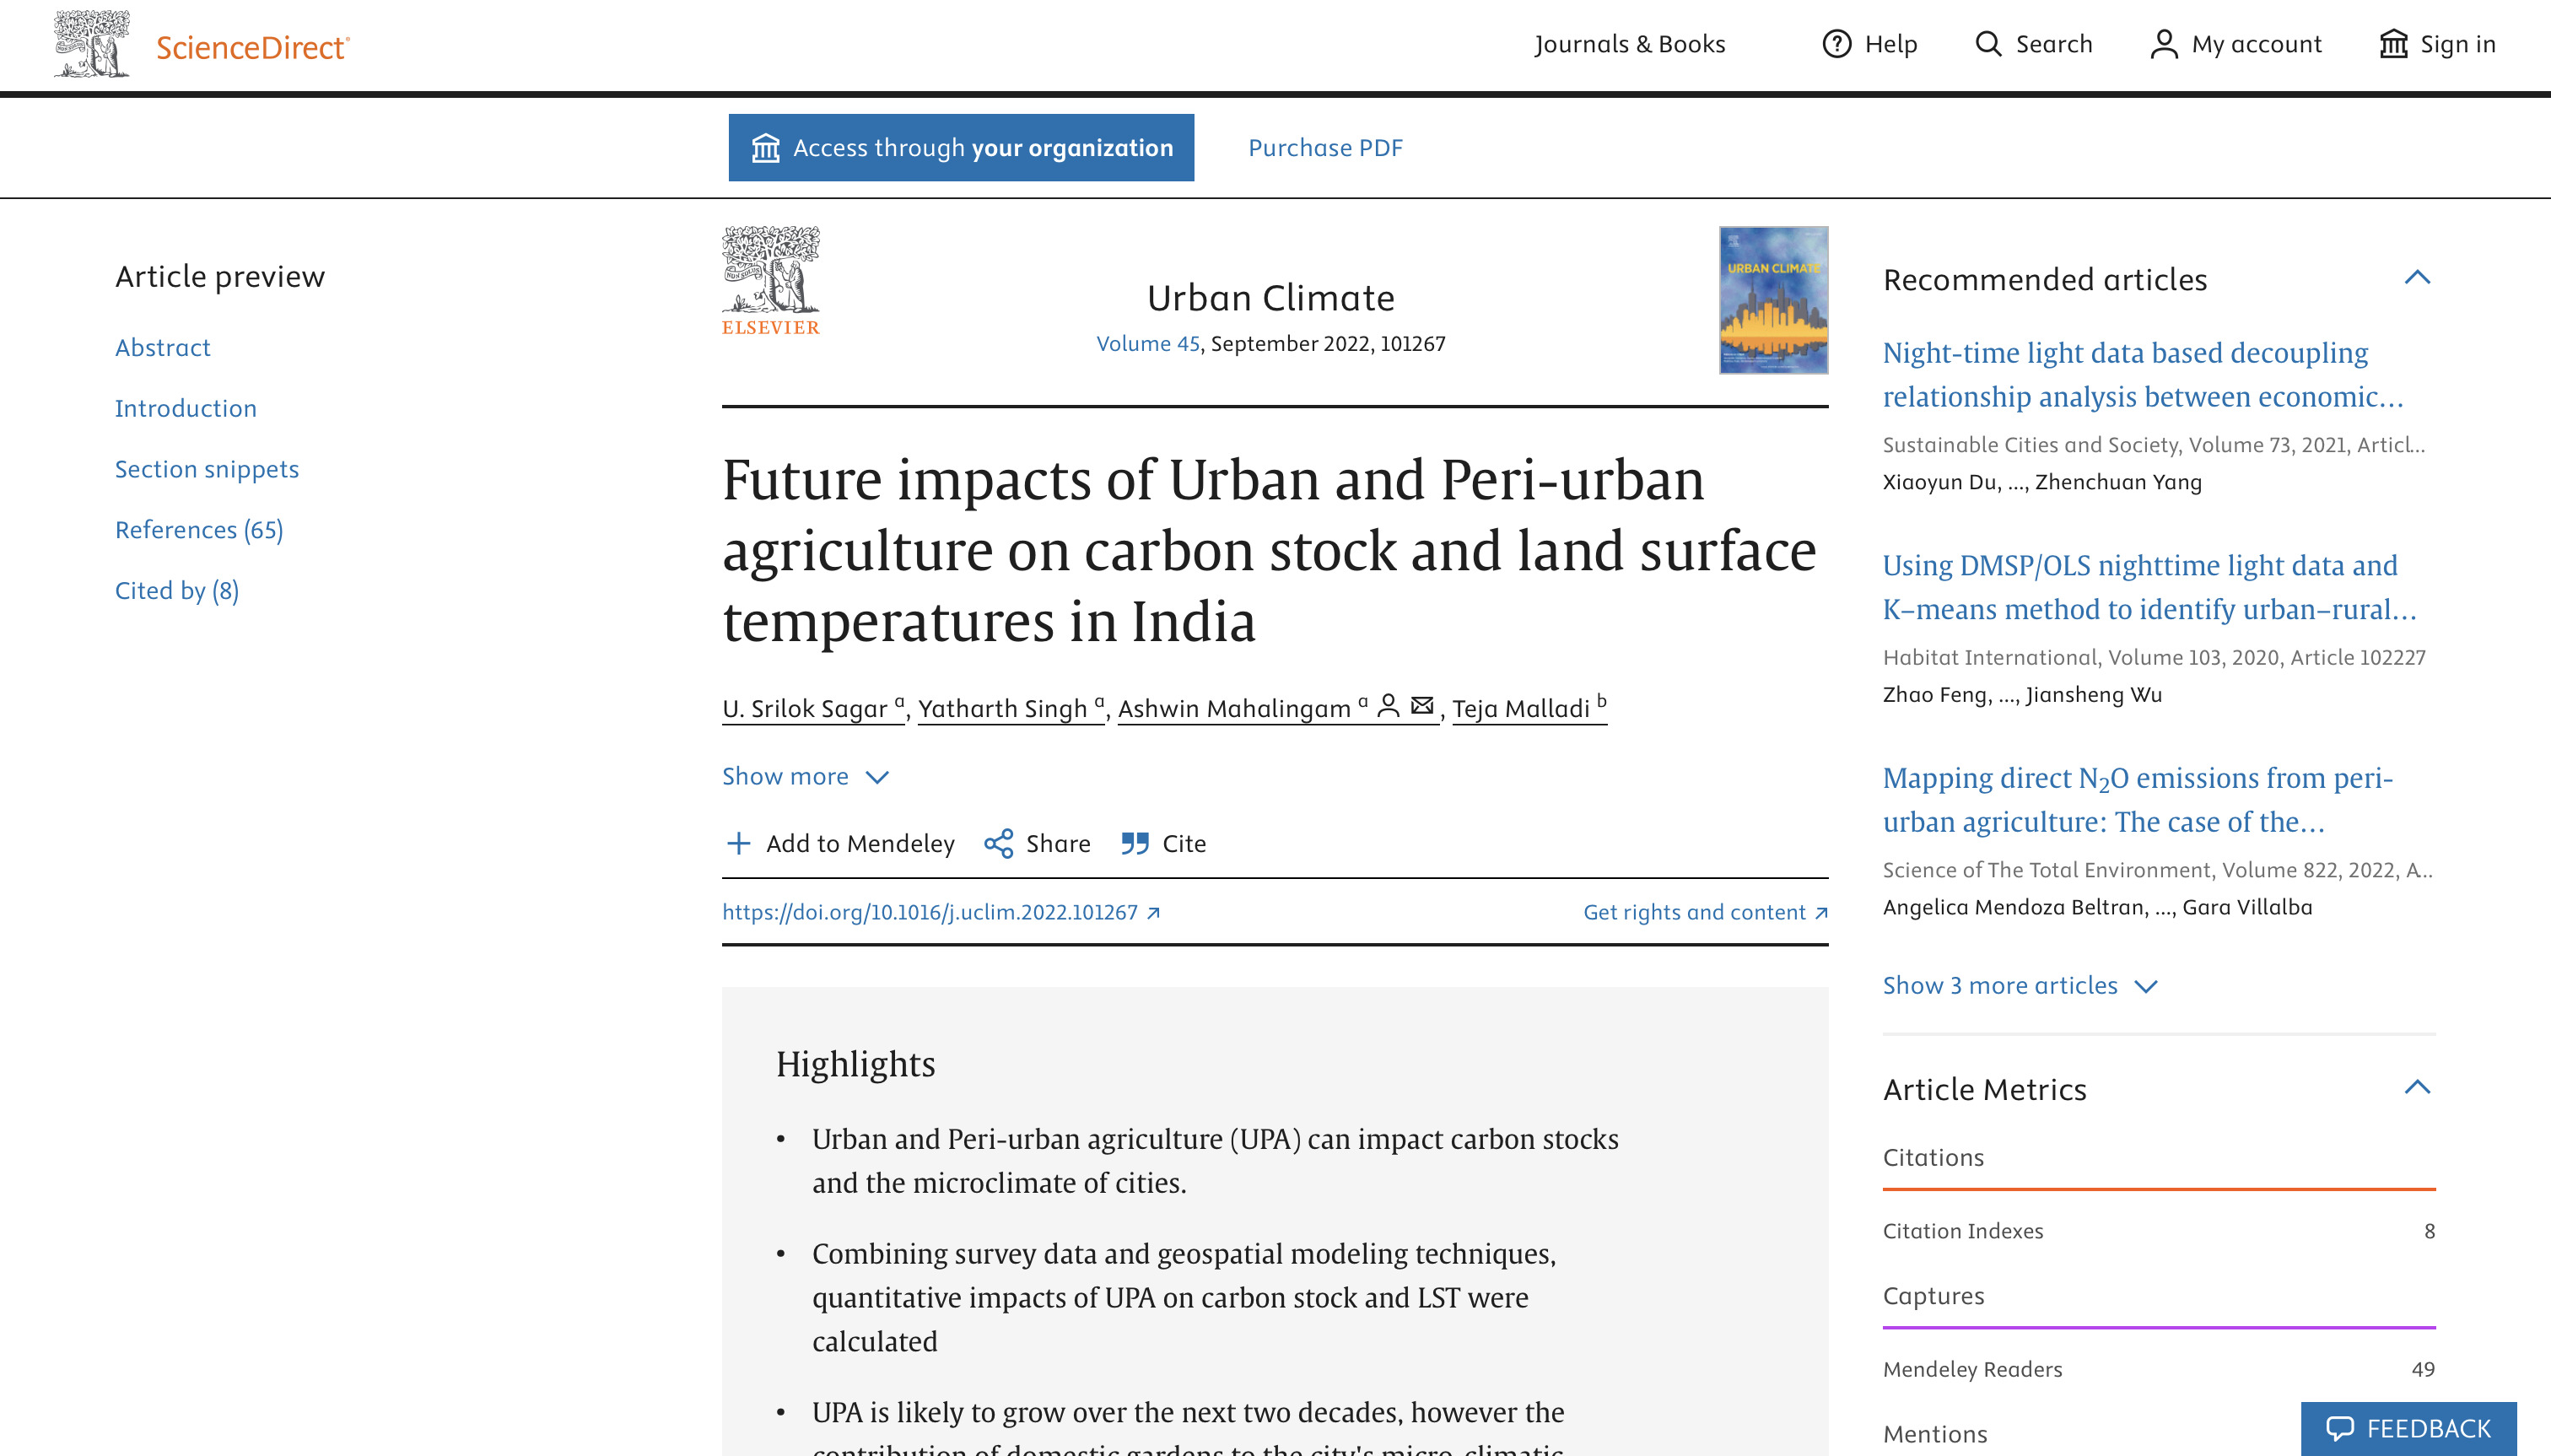 ScienceDirect
Journals & Books
Help
Search
My account
Sign in
Access through your organization
Purchase PDF
Article preview
Abstract
Introduction
Section snippets
References (65)
Cited by (8)
ELSEVIER
Urban Climate
Volume 45, September 2022, 101267
URBAN CLIMATE
Future impacts of Urban and Peri-urban
agriculture on carbon stock and land surface
temperatures in India
U. Srilok Sagar a, Yatharth Singh a, Ashwin Mahalingam a, Teja Malladi b
Show more
Add to Mendeley
Share
Cite
https://doi.org/10.1016/j.uclim.2022.101267
Get rights and content
Highlights
• Urban and Peri-urban agriculture (UPA) can impact carbon stocks
and the microclimate of cities.
• Combining survey data and geospatial modeling techniques,
quantitative impacts of UPA on carbon stock and LST were
calculated
• UPA is likely to grow over the next two decades, however the
contribution of domestic gardens to the city's micro-climatic
Recommended articles
Night-time light data based decoupling
relationship analysis between economic…
Sustainable Cities and Society, Volume 73, 2021, Articl…
Xiaoyun Du, …, Zhenchuan Yang
Using DMSP/OLS nighttime light data and
K–means method to identify urban–rural…
Habitat International, Volume 103, 2020, Article 102227
Zhao Feng, …, Jiansheng Wu
Mapping direct N2O emissions from peri-
urban agriculture: The case of the…
Science of The Total Environment, Volume 822, 2022, A…
Angelica Mendoza Beltran, …, Gara Villalba
Show 3 more articles
Article Metrics
Citations
Citation Indexes 8
Captures
Mendeley Readers 49
Mentions
FEEDBACK